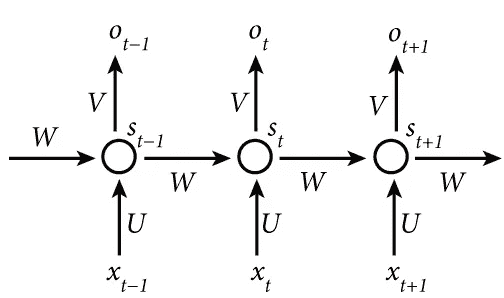 o_{t-1} o_t o_{t+1}
V V V
s_{t-1} s_t s_{t+1}
W W W W
U U U
x_{t-1} x_t x_{t+1}